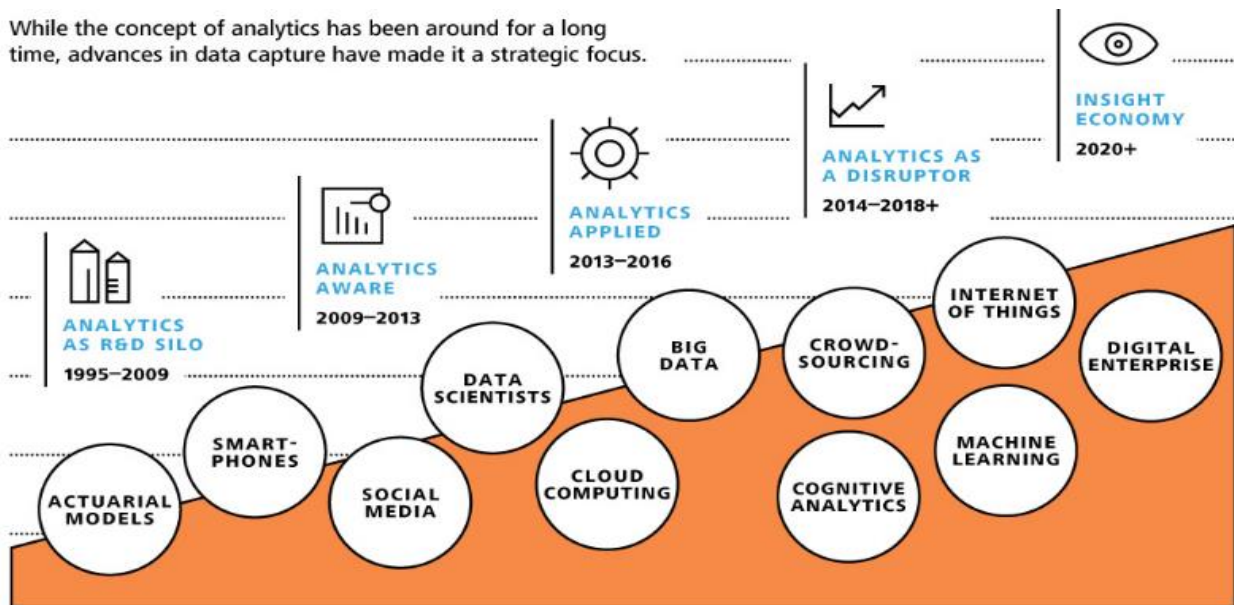 While the concept of analytics has been around for a long
time, advances in data capture have made it a strategic focus.
ANALYTICS
AS R&D SILO
1995–2009
ANALYTICS
AWARE
2009–2013
ANALYTICS
APPLIED
2013–2016
ANALYTICS AS
A DISRUPTOR
2014–2018+
INSIGHT
ECONOMY
2020+
ACTUARIAL
MODELS
SMART-
PHONES
SOCIAL
MEDIA
DATA
SCIENTISTS
CLOUD
COMPUTING
BIG
DATA
CROWD-
SOURCING
COGNITIVE
ANALYTICS
INTERNET
OF THINGS
MACHINE
LEARNING
DIGITAL
ENTERPRISE